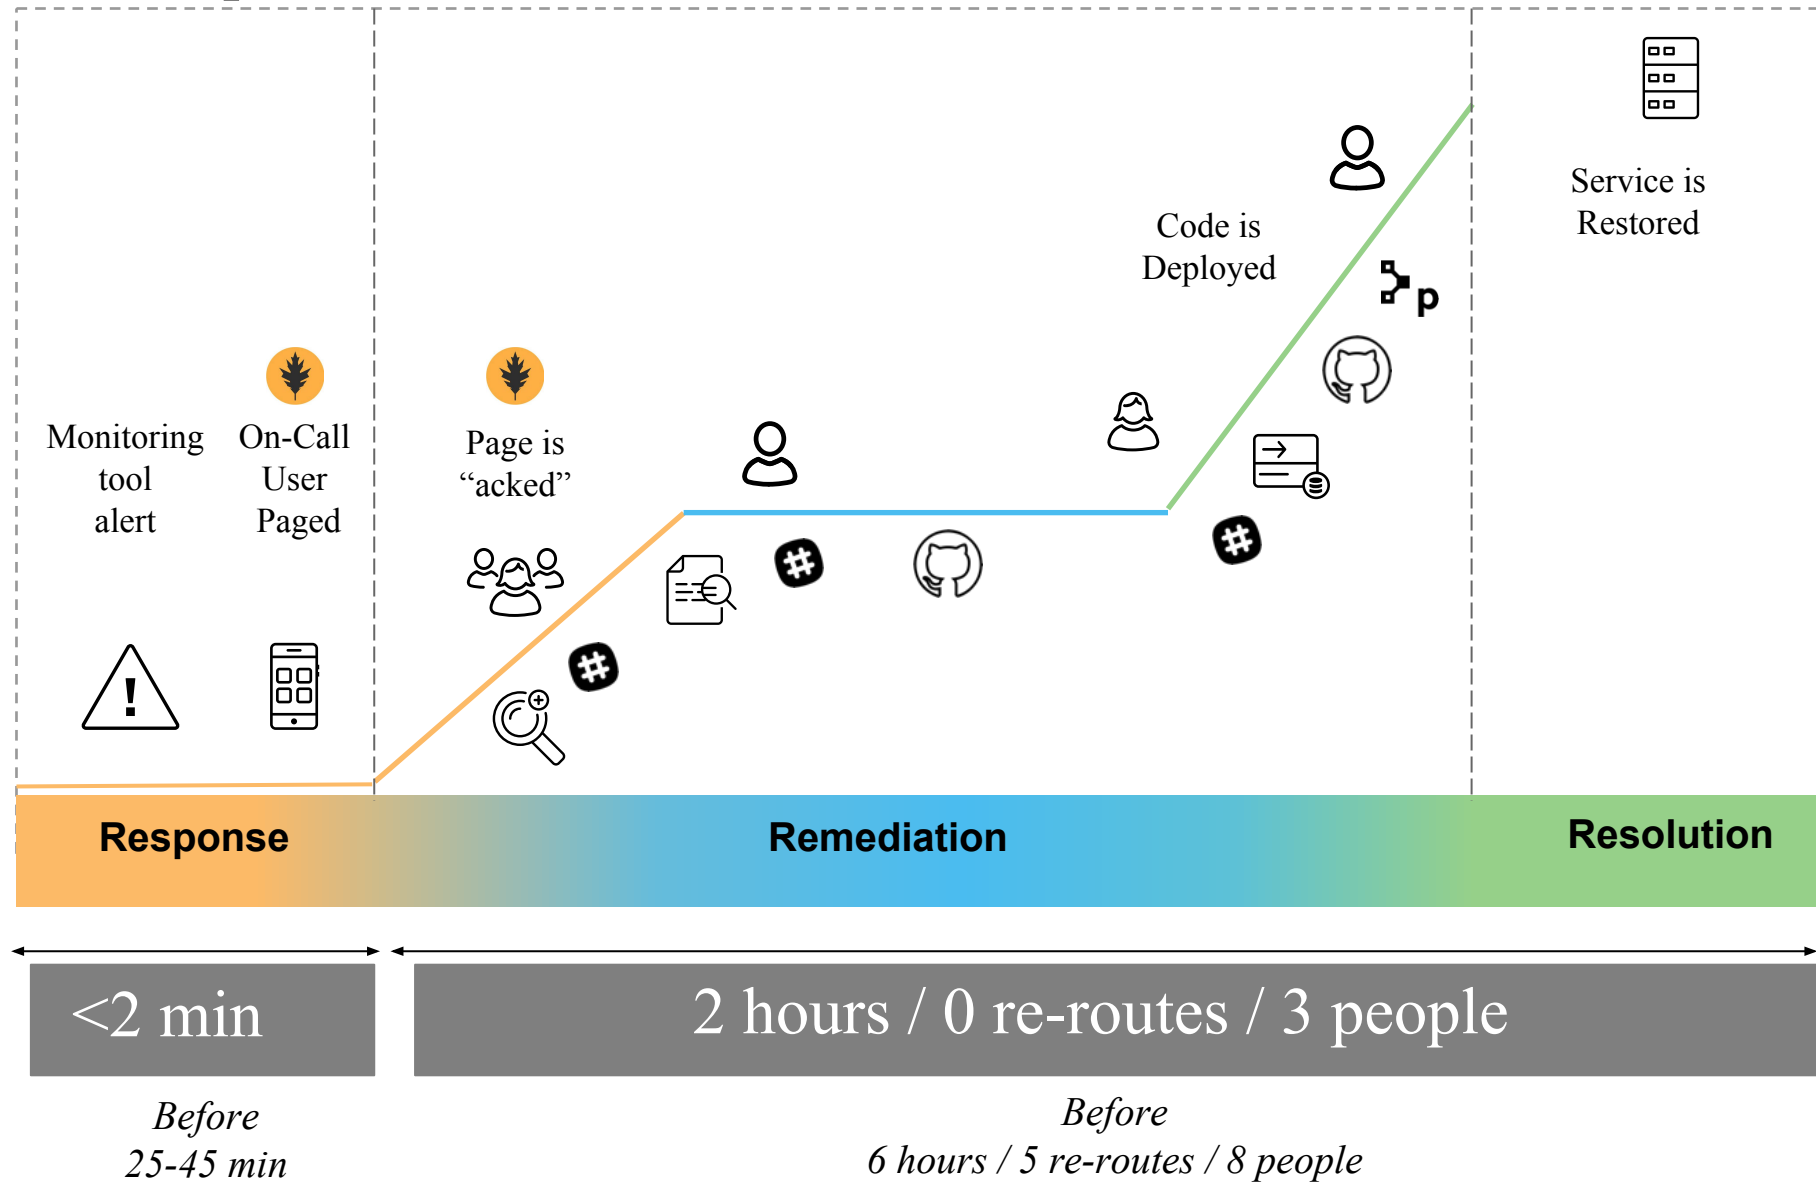 Monitoring
tool
alert
On-Call
User
Paged
Page is
“acked”
Code is
Deployed
p
Service is
Restored
Response
Remediation
Resolution
<2 min
2 hours / 0 re-routes / 3 people
Before
25-45 min
Before
6 hours / 5 re-routes / 8 people